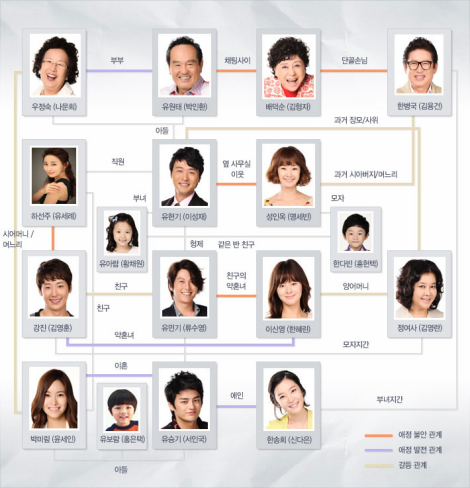 부부
채팅사이
단골손님
우정숙 (나문희)
유원태 (박인환)
배덕순 (김형자)
한병국 (김용건)
과거 장모/사위
아들
직원
옆 사무실
이웃
과거 시아버지/며느리
하선주 (유세례)
부녀
유현기 (이성재)
성인옥 (명세빈)
모자
시어머니 /
며느리
유아람 (황채원)
형제
같은 반 친구
한다빈 (홍현택)
친구
친구의
약혼녀
양어머니
강진 (김영훈)
친구
유민기 (류수영)
이신영 (한혜린)
정여사 (김영란)
약혼녀
모자지간
이혼
애인
부녀지간
박미림 (윤세인)
유보람 (홍은택)
유승기 (서인국)
한송희 (신다은)
아들
애정 불안 관계
애정 발전 관계
갈등 관계